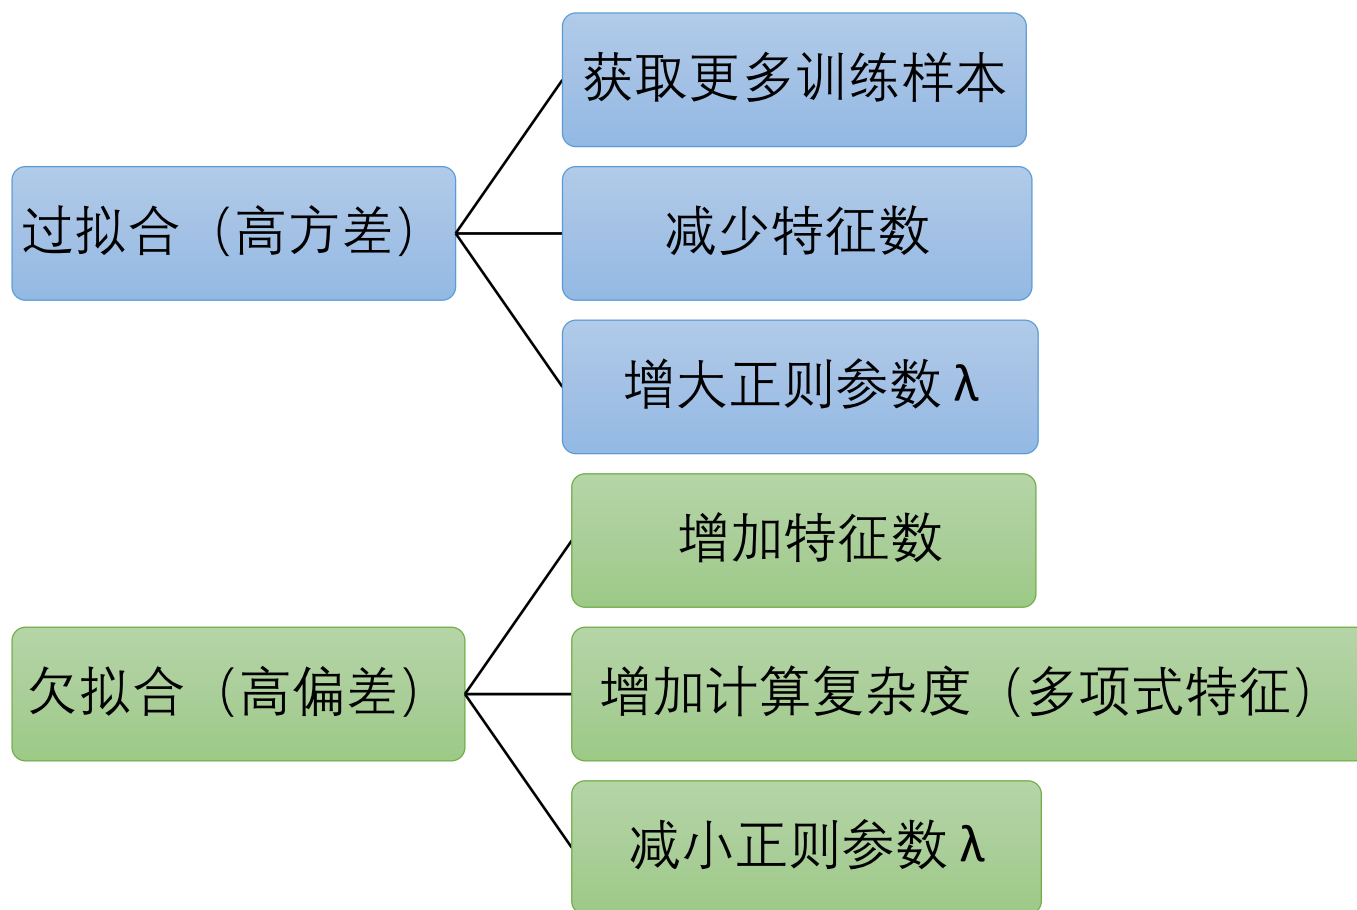 获取更多训练样本
过拟合（高方差）
减少特征数
增大正则参数 λ
增加特征数
欠拟合（高偏差）
增加计算复杂度（多项式特征）
减小正则参数 λ